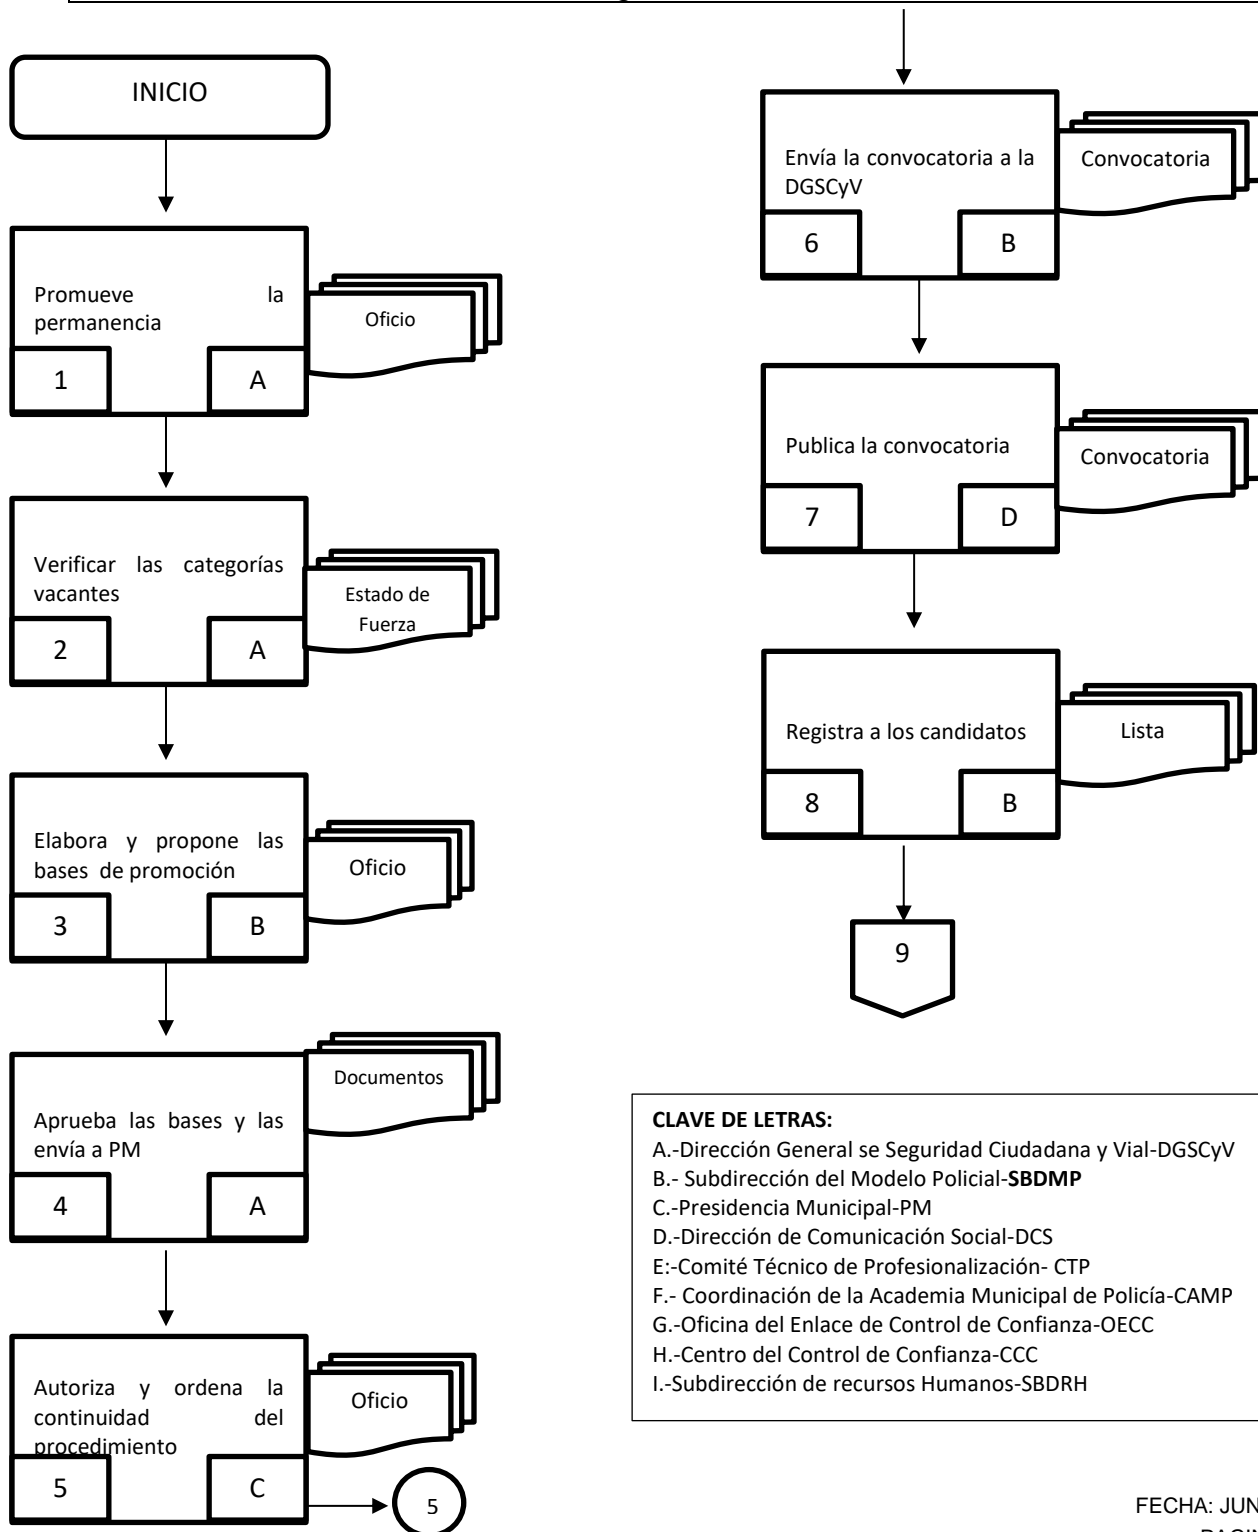 INICIO
Promueve la
permanencia
1 A
Oficio
Verificar las categorías
vacantes
2 A
Estado de
Fuerza
Elabora y propone las
bases de promoción
3 B
Oficio
Aprueba las bases y las
envía a PM
4 A
Documentos
Autoriza y ordena la
continuidad del
procedimiento
5 C
Oficio
5
Envía la convocatoria a la
DGSCyV
6 B
Convocatoria
Publica la convocatoria
7 D
Convocatoria
Registra a los candidatos
8 B
Lista
9
CLAVE DE LETRAS:
A.-Dirección General se Seguridad Ciudadana y Vial-DGSCyV
B.- Subdirección del Modelo Policial-SBDMP
C.-Presidencia Municipal-PM
D.-Dirección de Comunicación Social-DCS
E:-Comité Técnico de Profesionalización- CTP
F.- Coordinación de la Academia Municipal de Policía-CAMP
G.-Oficina del Enlace de Control de Confianza-OECC
H.-Centro del Control de Confianza-CCC
I.-Subdirección de recursos Humanos-SBDRH
FECHA: JUN